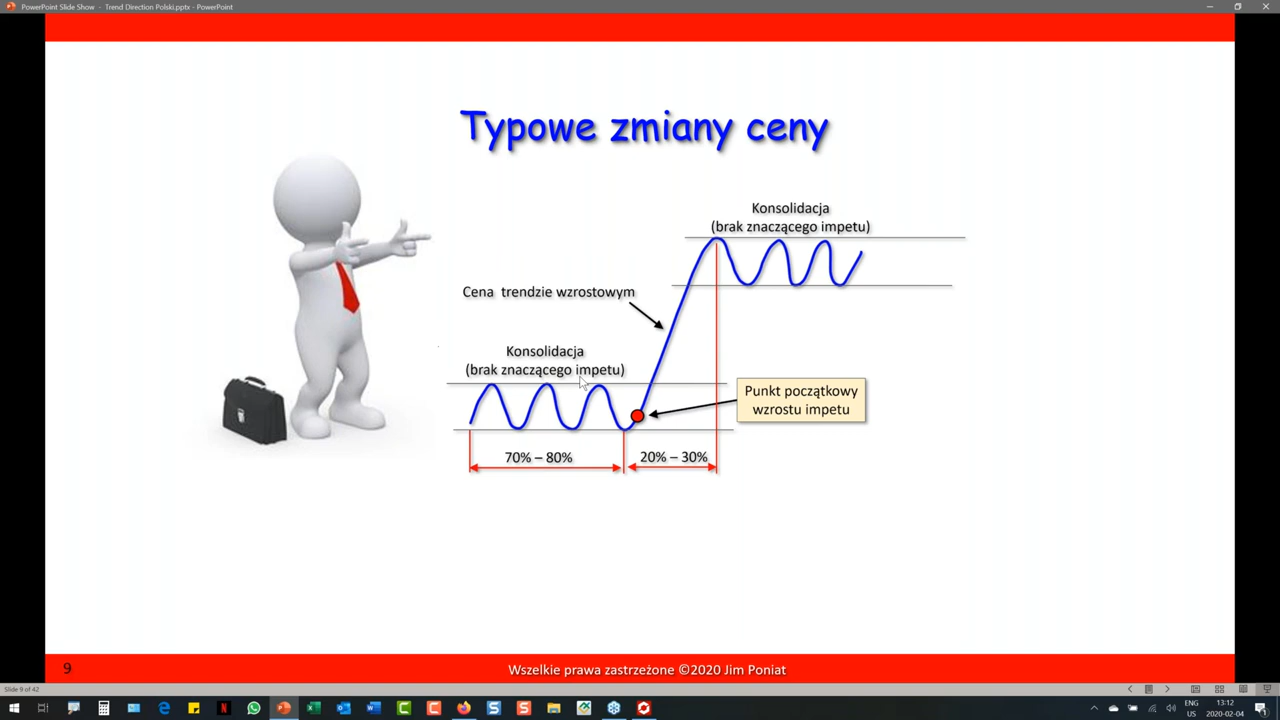 PowerPoint Slide Show - Trend Direction Polski.pptx - PowerPoint
Typowe zmiany ceny
Konsolidacja
(brak znaczącego impetu)
Cena trendzie wzrostowym
Konsolidacja
(brak znaczącego impetu)
Punkt początkowy
wzrostu impetu
70% – 80%
20% – 30%
9
Wszelkie prawa zastrzeżone ©2020 Jim Poniat
Slide 9 of 42
ENG
US
13:12
2020-02-04